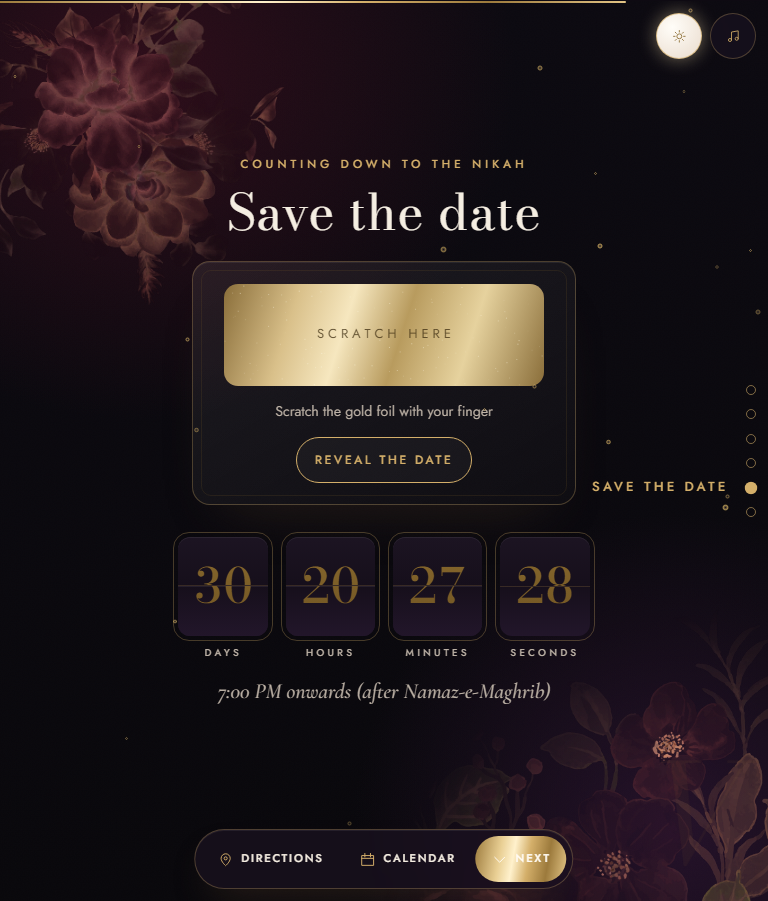 COUNTING DOWN TO THE NIKAH
Save the date
SCRATCH HERE
Scratch the gold foil with your finger
REVEAL THE DATE
SAVE THE DATE
30 20 27 28
DAYS HOURS MINUTES SECONDS
7:00 PM onwards (after Namaz-e-Maghrib)
DIRECTIONS CALENDAR NEXT